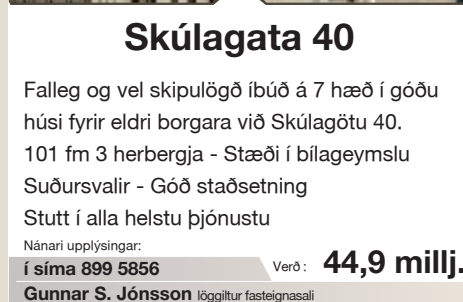 Skúlagata 40
Falleg og vel skipulögð íbúð á 7 hæð í góðu
húsi fyrir eldri borgara við Skúlagötu 40.
101 fm 3 herbergja - Stæði í bílageymslu
Suðursvalir - Góð staðsetning
Stutt í alla helstu þjónustu
Nánari upplýsingar:
í síma 899 5856 Verð: 44,9 millj.
Gunnar S. Jónsson löggiltur fasteignasali